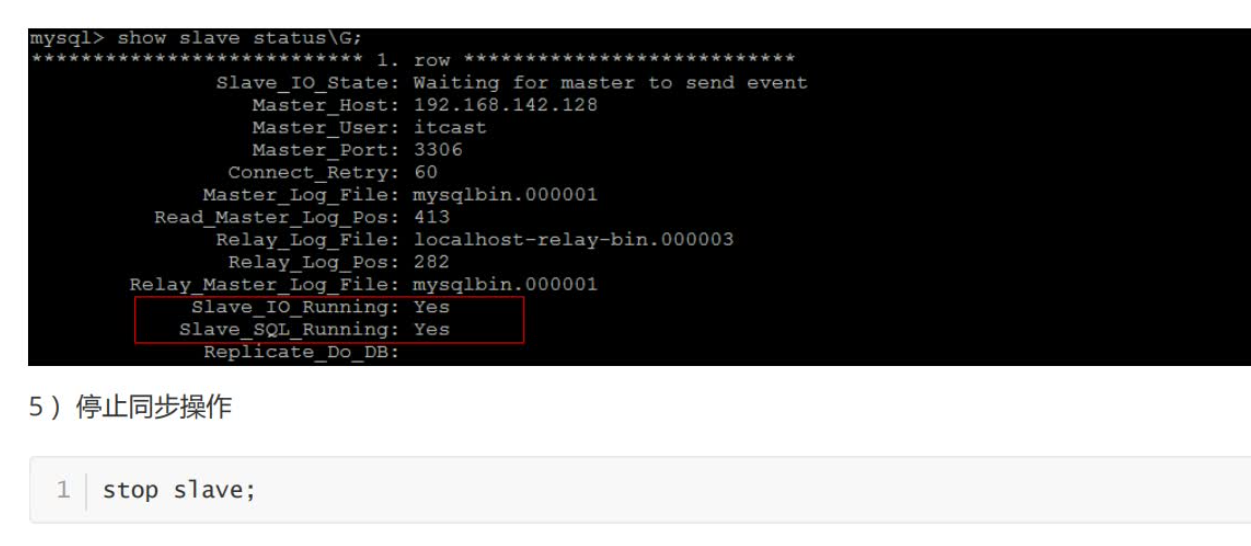 mysql> show slave status\G;
*************************** 1. row ***************************
Slave_IO_State: Waiting for master to send event
Master_Host: 192.168.142.128
Master_User: itcast
Master_Port: 3306
Connect_Retry: 60
Master_Log_File: mysqlbin.000001
Read_Master_Log_Pos: 413
Relay_Log_File: localhost-relay-bin.000003
Relay_Log_Pos: 282
Relay_Master_Log_File: mysqlbin.000001
Slave_IO_Running: Yes
Slave_SQL_Running: Yes
Replicate_Do_DB:
5）停止同步操作
1 stop slave;